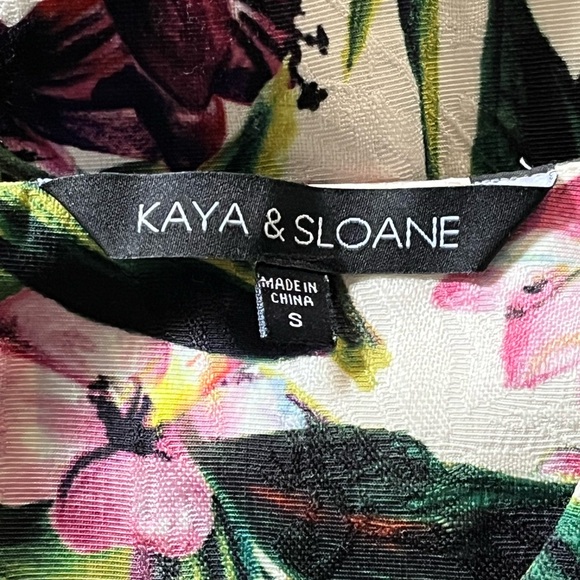 KAYA & SLOANE
MADE IN
CHINA
S